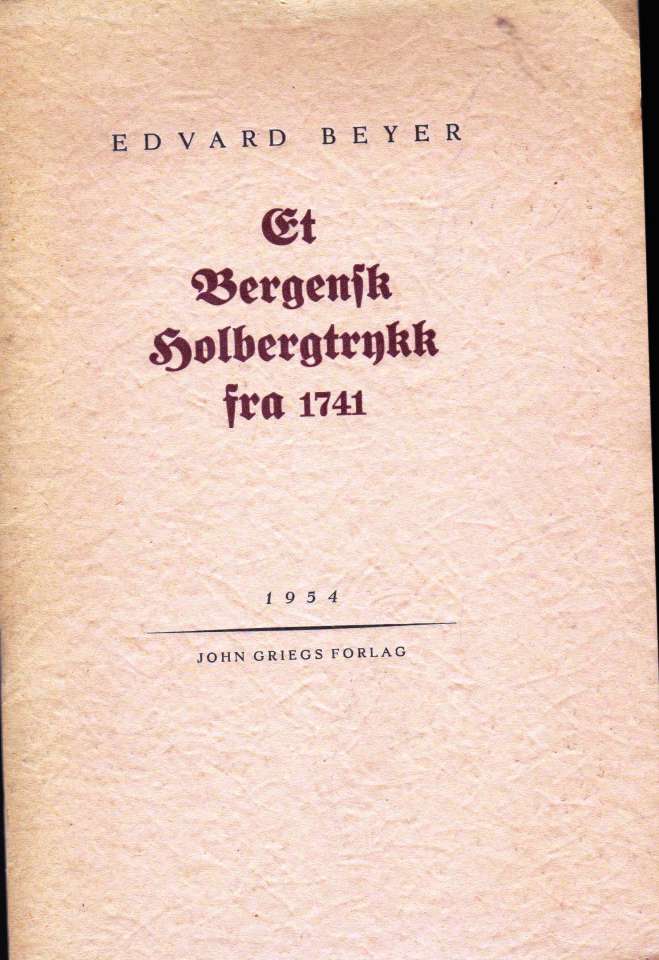 EDVARD BEYER
Et
Bergensk
Holbergtrykk
fra 1741
1954
JOHN GRIEGS FORLAG